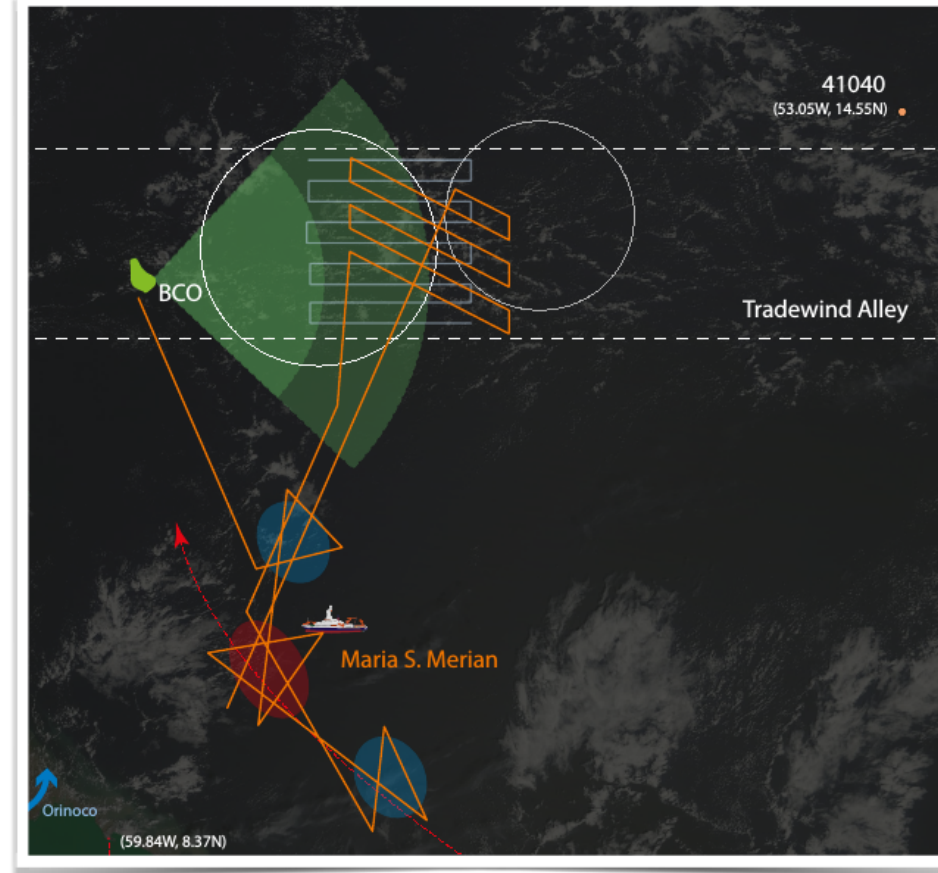 41040
(53.05W, 14.55N)
BCO
Tradewind Alley
Maria S. Merian
Orinoco
(59.84W, 8.37N)